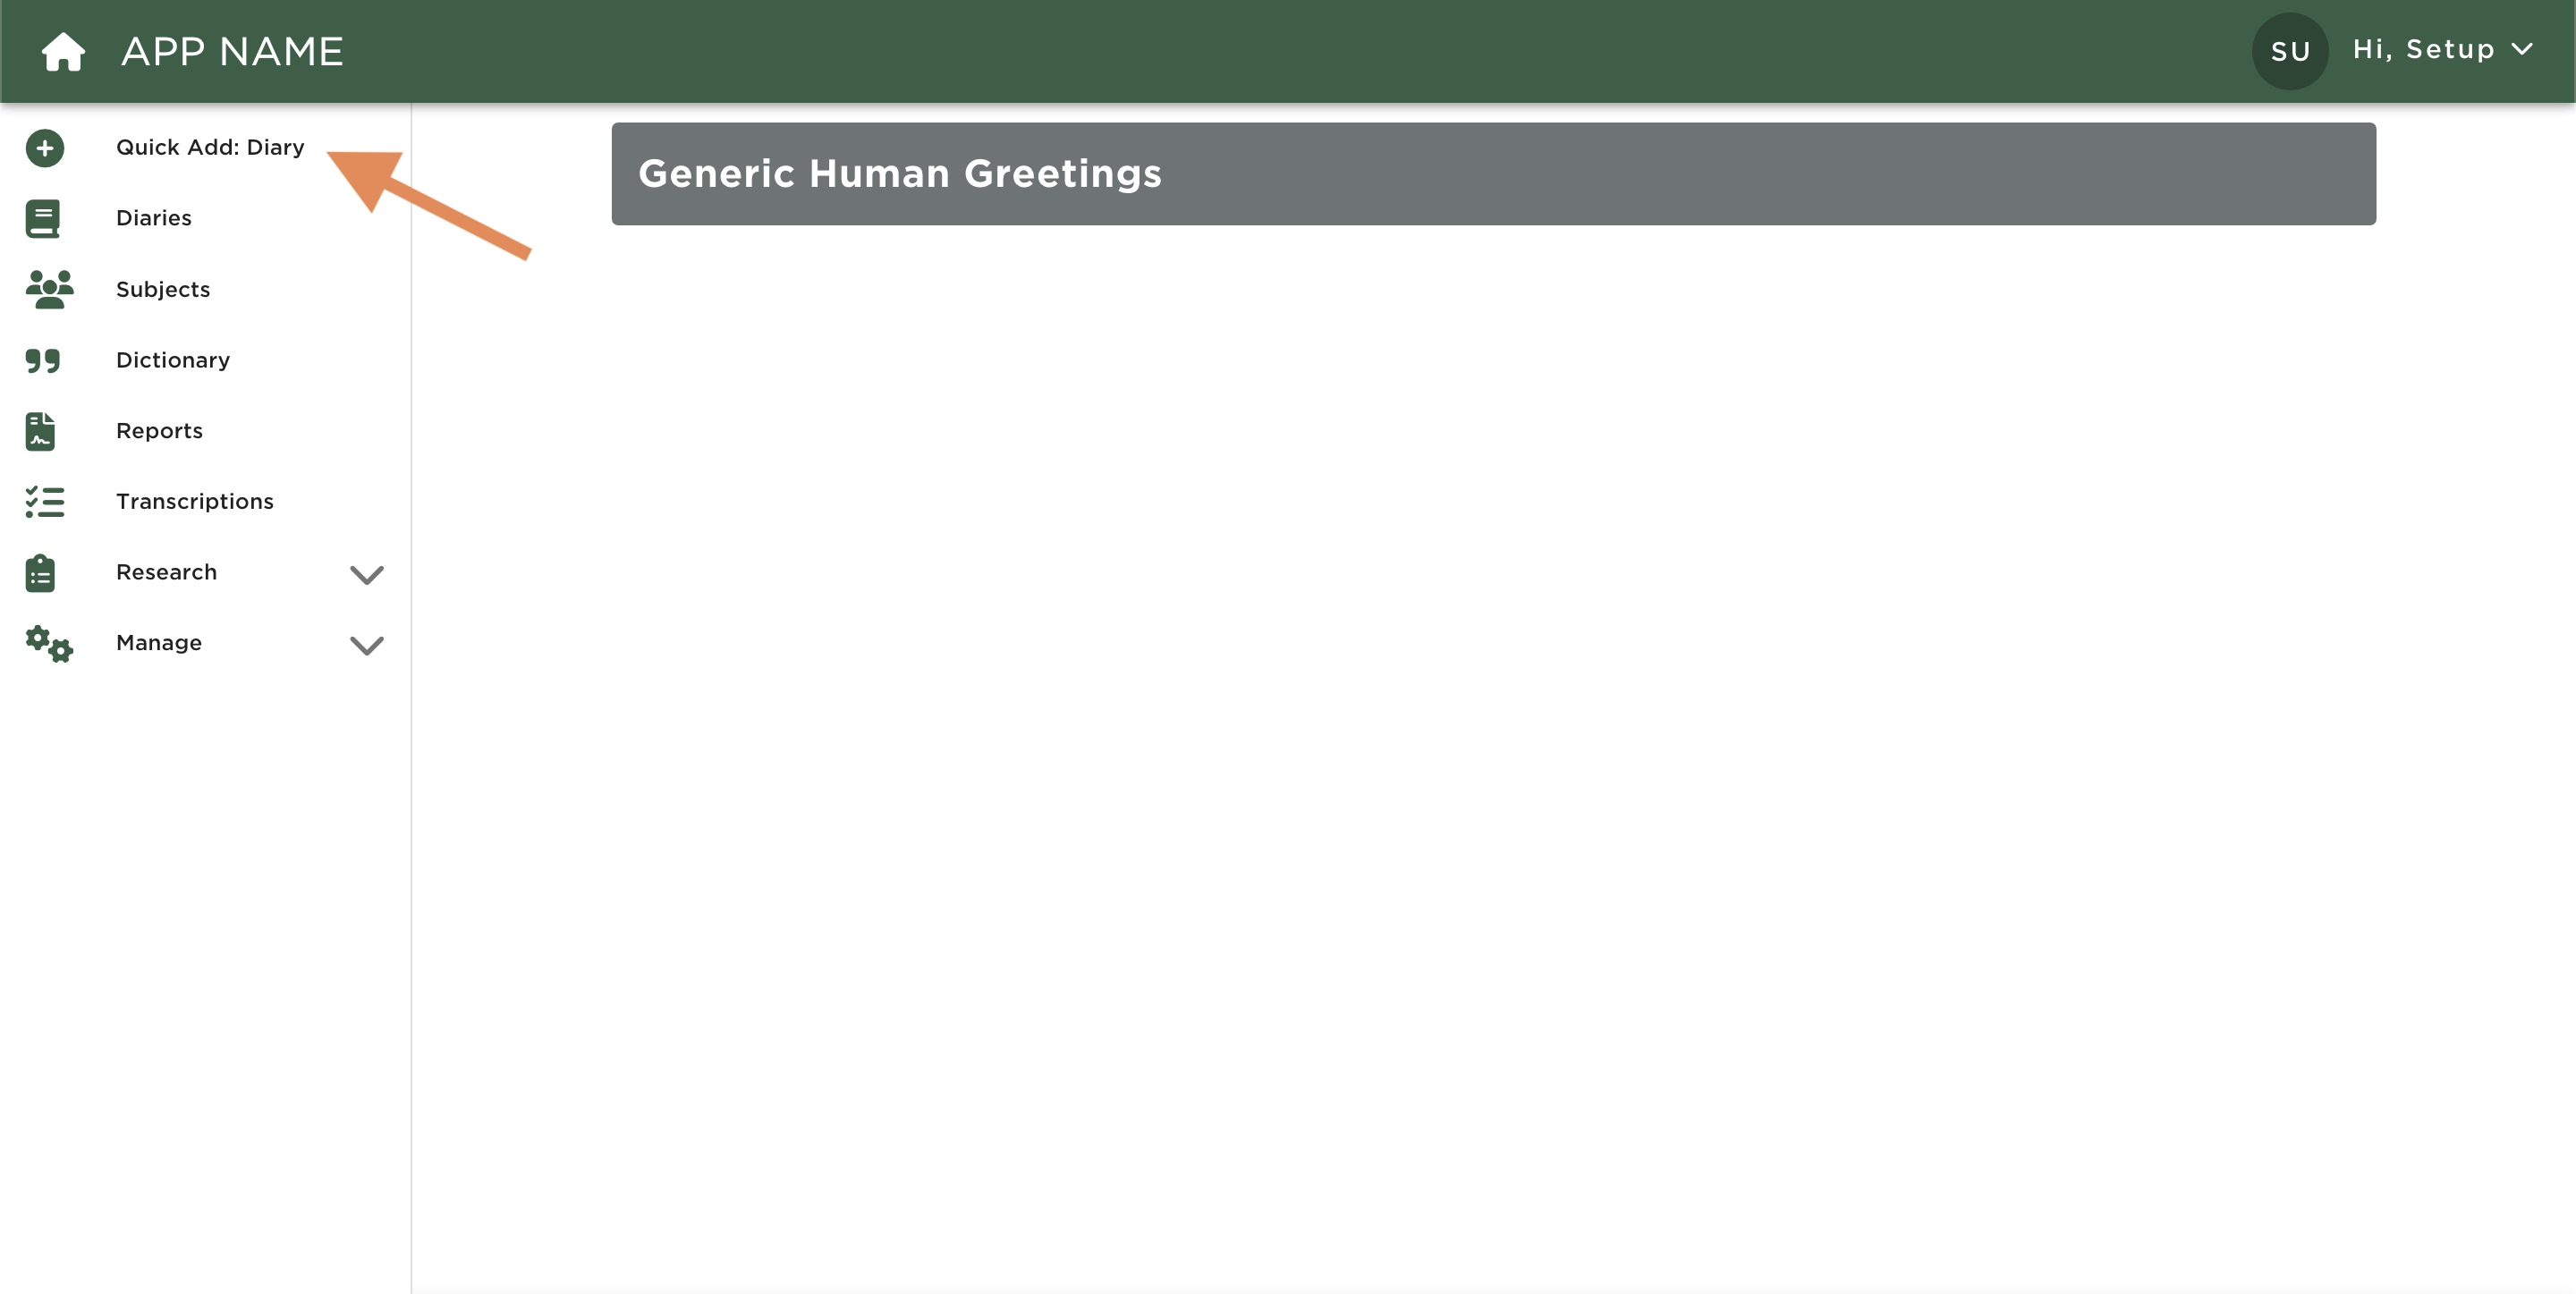 APP NAME
SU
Hi, Setup
Quick Add: Diary
Generic Human Greetings
Diaries
Subjects
Dictionary
Reports
Transcriptions
Research
Manage